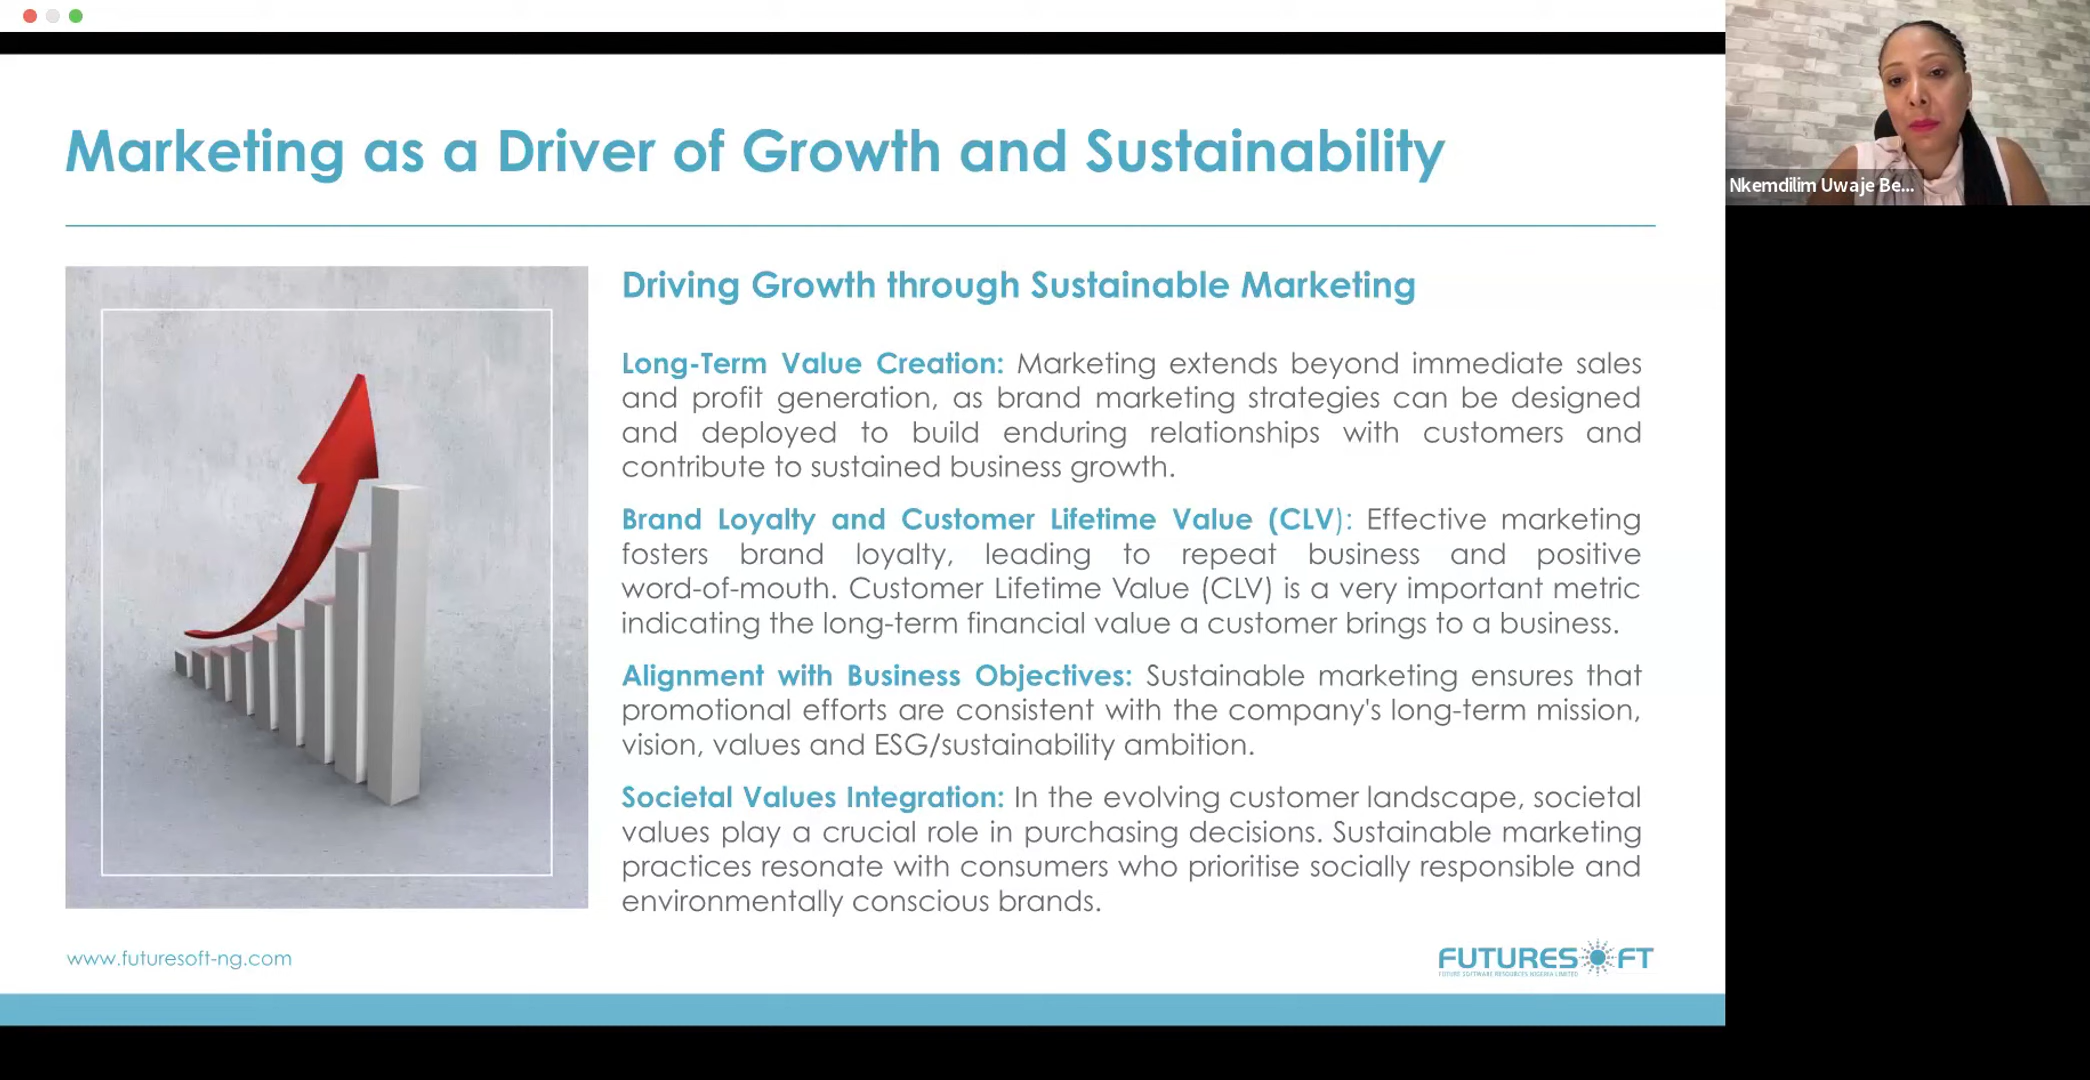 Marketing as a Driver of Growth and Sustainability
Nkemdilim Uwaje Be...
Driving Growth through Sustainable Marketing
Long-Term Value Creation: Marketing extends beyond immediate sales
and profit generation, as brand marketing strategies can be designed
and deployed to build enduring relationships with customers and
contribute to sustained business growth.
Brand Loyalty and Customer Lifetime Value (CLV): Effective marketing
fosters brand loyalty, leading to repeat business and positive
word-of-mouth. Customer Lifetime Value (CLV) is a very important metric
indicating the long-term financial value a customer brings to a business.
Alignment with Business Objectives: Sustainable marketing ensures that
promotional efforts are consistent with the company's long-term mission,
vision, values and ESG/sustainability ambition.
Societal Values Integration: In the evolving customer landscape, societal
values play a crucial role in purchasing decisions. Sustainable marketing
practices resonate with consumers who prioritise socially responsible and
environmentally conscious brands.
www.futuresoft-ng.com
FUTURESOFT
FUTURE SOFTWARE RESOURCES NIGERIA LIMITED